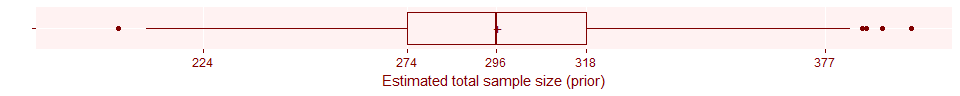 224 274 296 318 377
Estimated total sample size (prior)